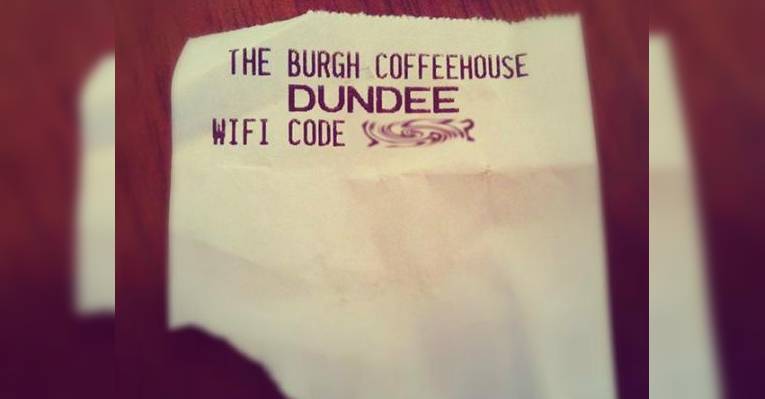 THE BURGH COFFEEHOUSE
DUNDEE
WIFI CODE